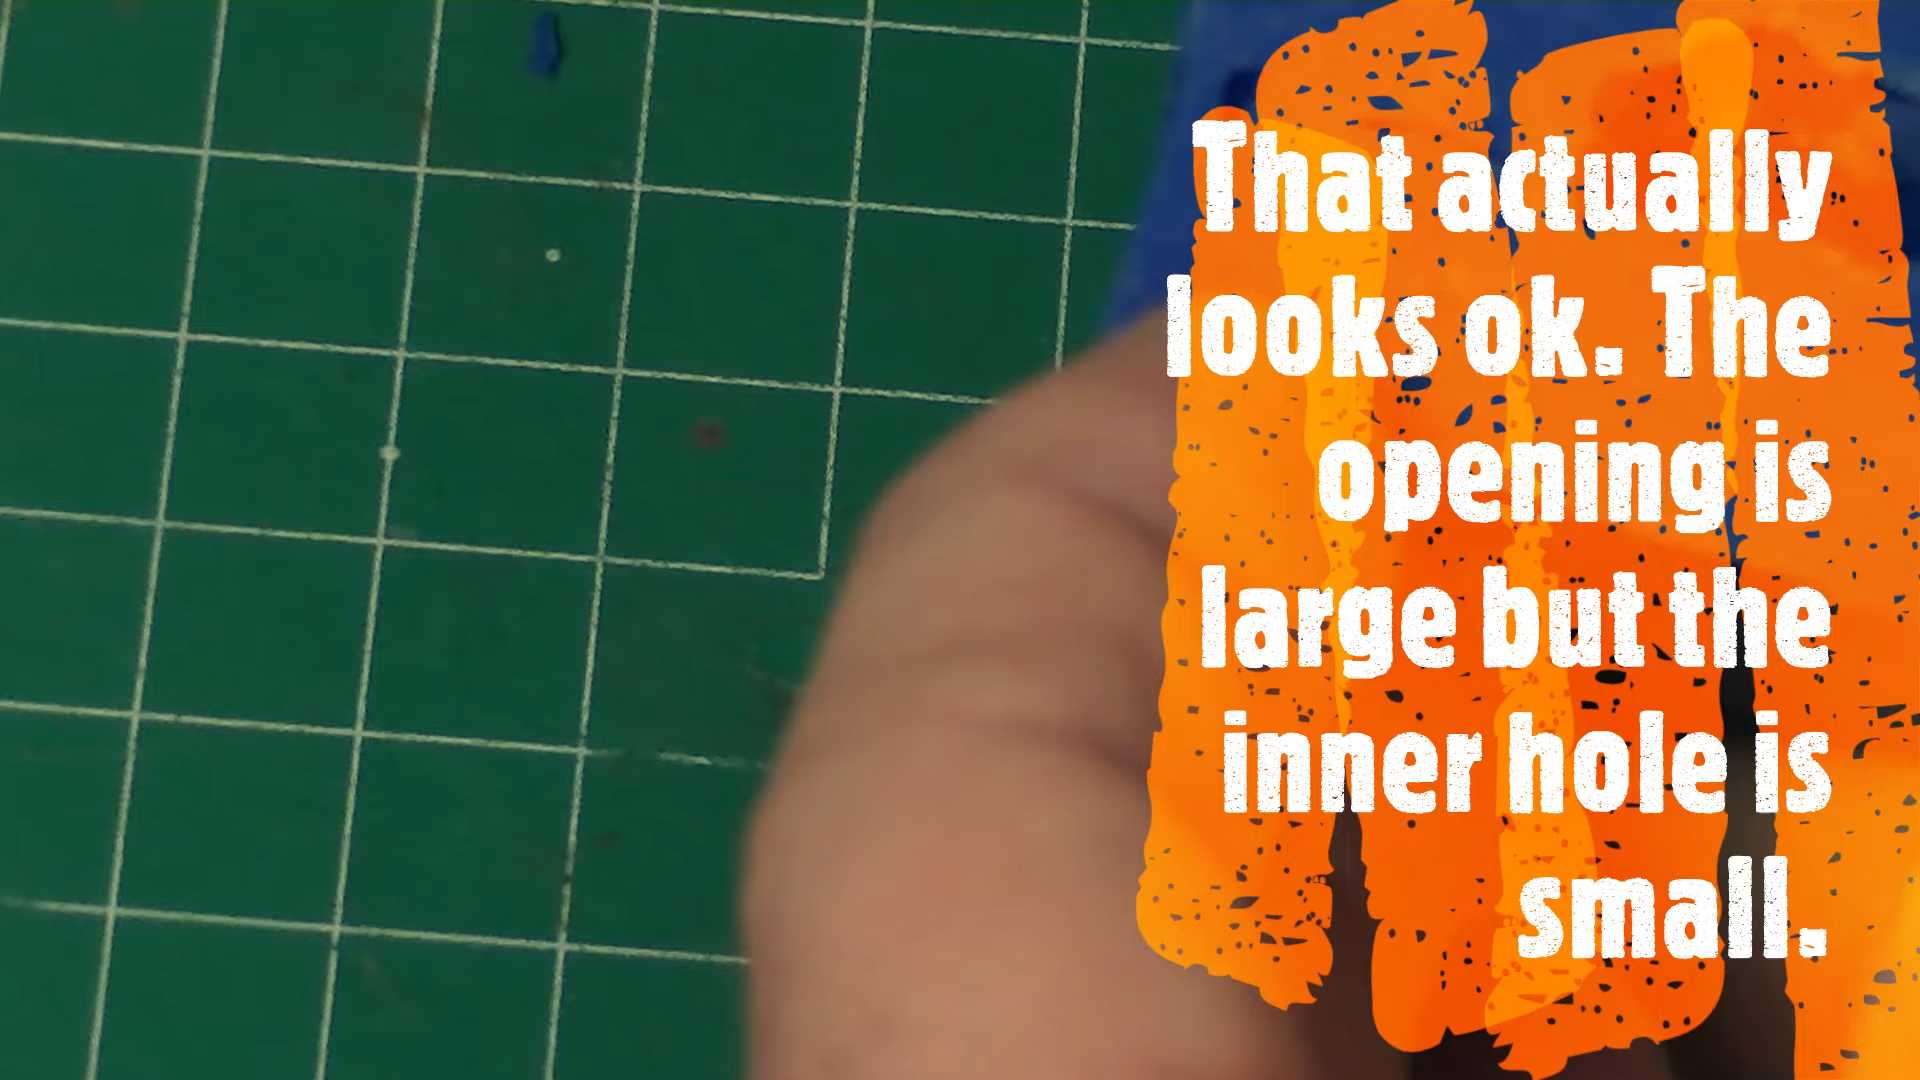 That actually
looks ok. The
opening is
large but the
inner hole is
small.